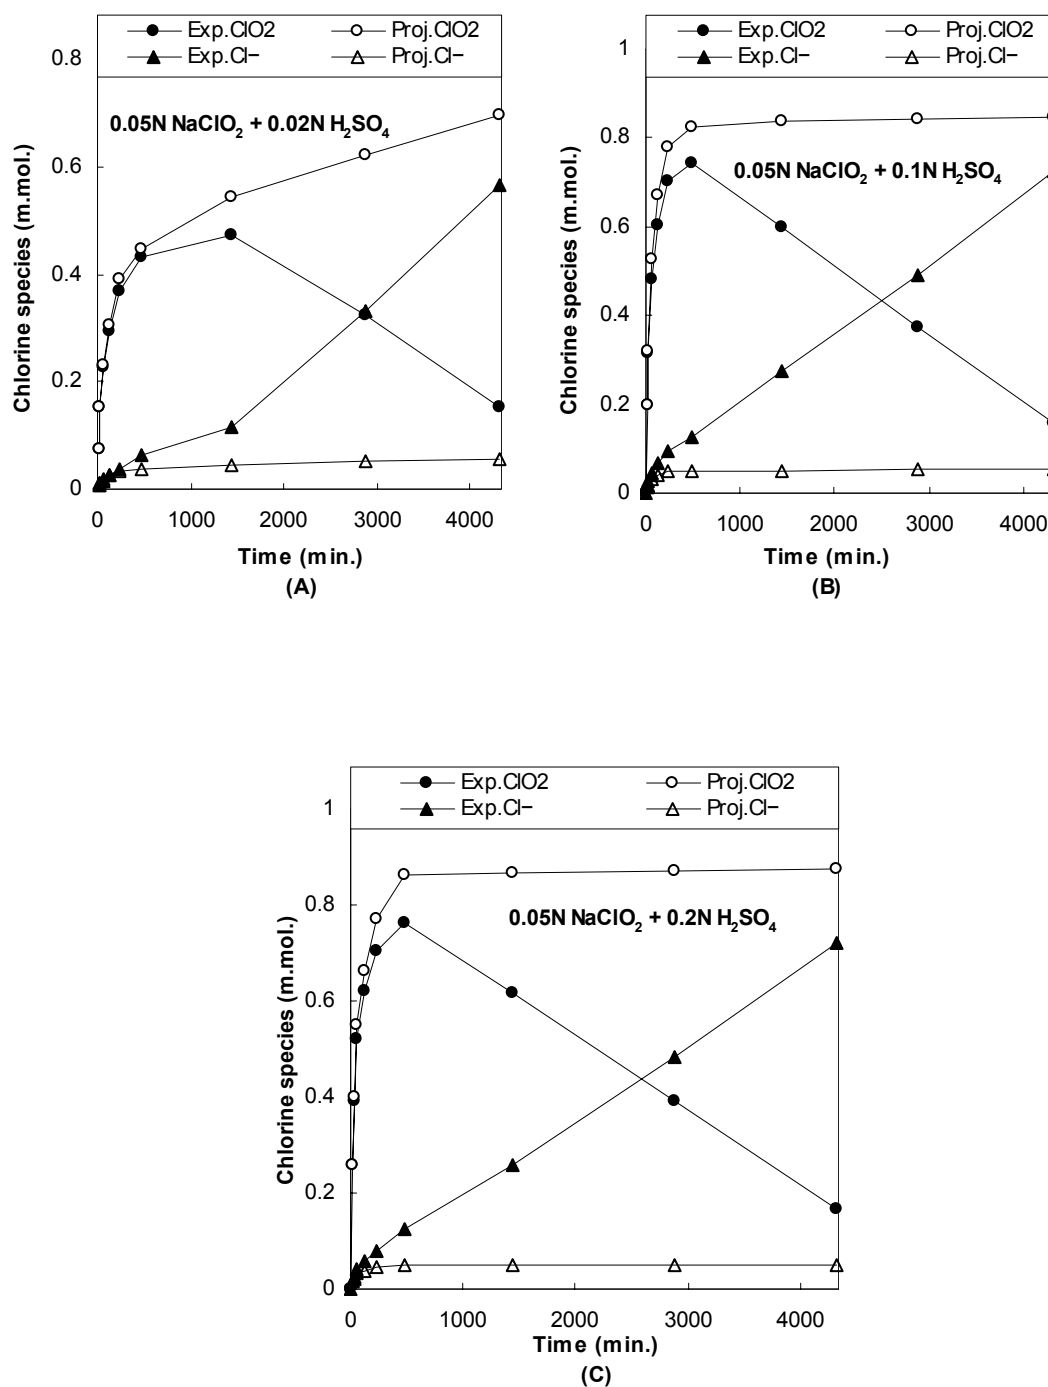 Exp.ClO2 Proj.ClO2
Exp.Cl− Proj.Cl−
0.05N NaClO₂ + 0.02N H₂SO₄
Chlorine species (m.mol.)
0.8
0.6
0.4
0.2
0
0 1000 2000 3000 4000
Time (min.)
(A)
Exp.ClO2 Proj.ClO2
Exp.Cl− Proj.Cl−
0.05N NaClO₂ + 0.1N H₂SO₄
Chlorine species (m.mol.)
1
0.8
0.6
0.4
0.2
0
0 1000 2000 3000 4000
Time (min.)
(B)
Exp.ClO2 Proj.ClO2
Exp.Cl− Proj.Cl−
0.05N NaClO₂ + 0.2N H₂SO₄
Chlorine species (m.mol.)
1
0.8
0.6
0.4
0.2
0
0 1000 2000 3000 4000
Time (min.)
(C)